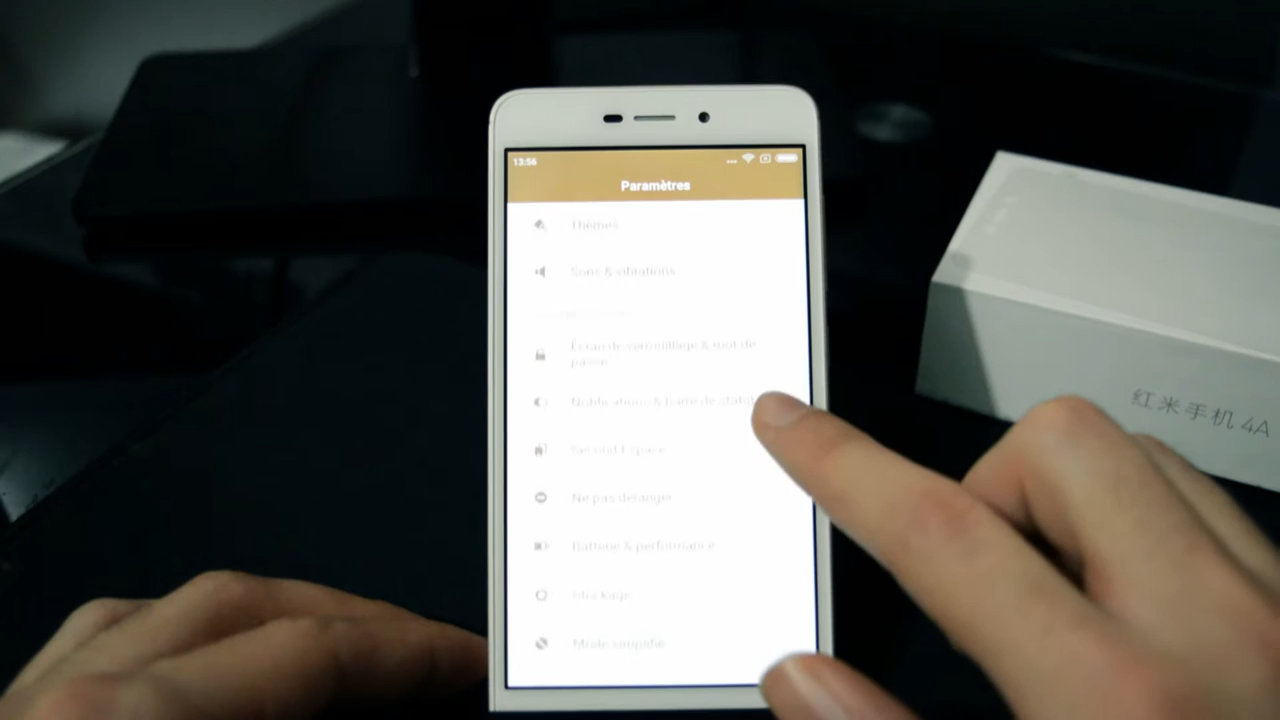 13:56
Paramètres
Thèmes
Sons & vibrations
Écran de verrouillage & mot de
passe
Notifications & barre de statut
Second Espace
Ne pas déranger
Batterie & performance
Stockage
Mode simplifié
红米手机 4A